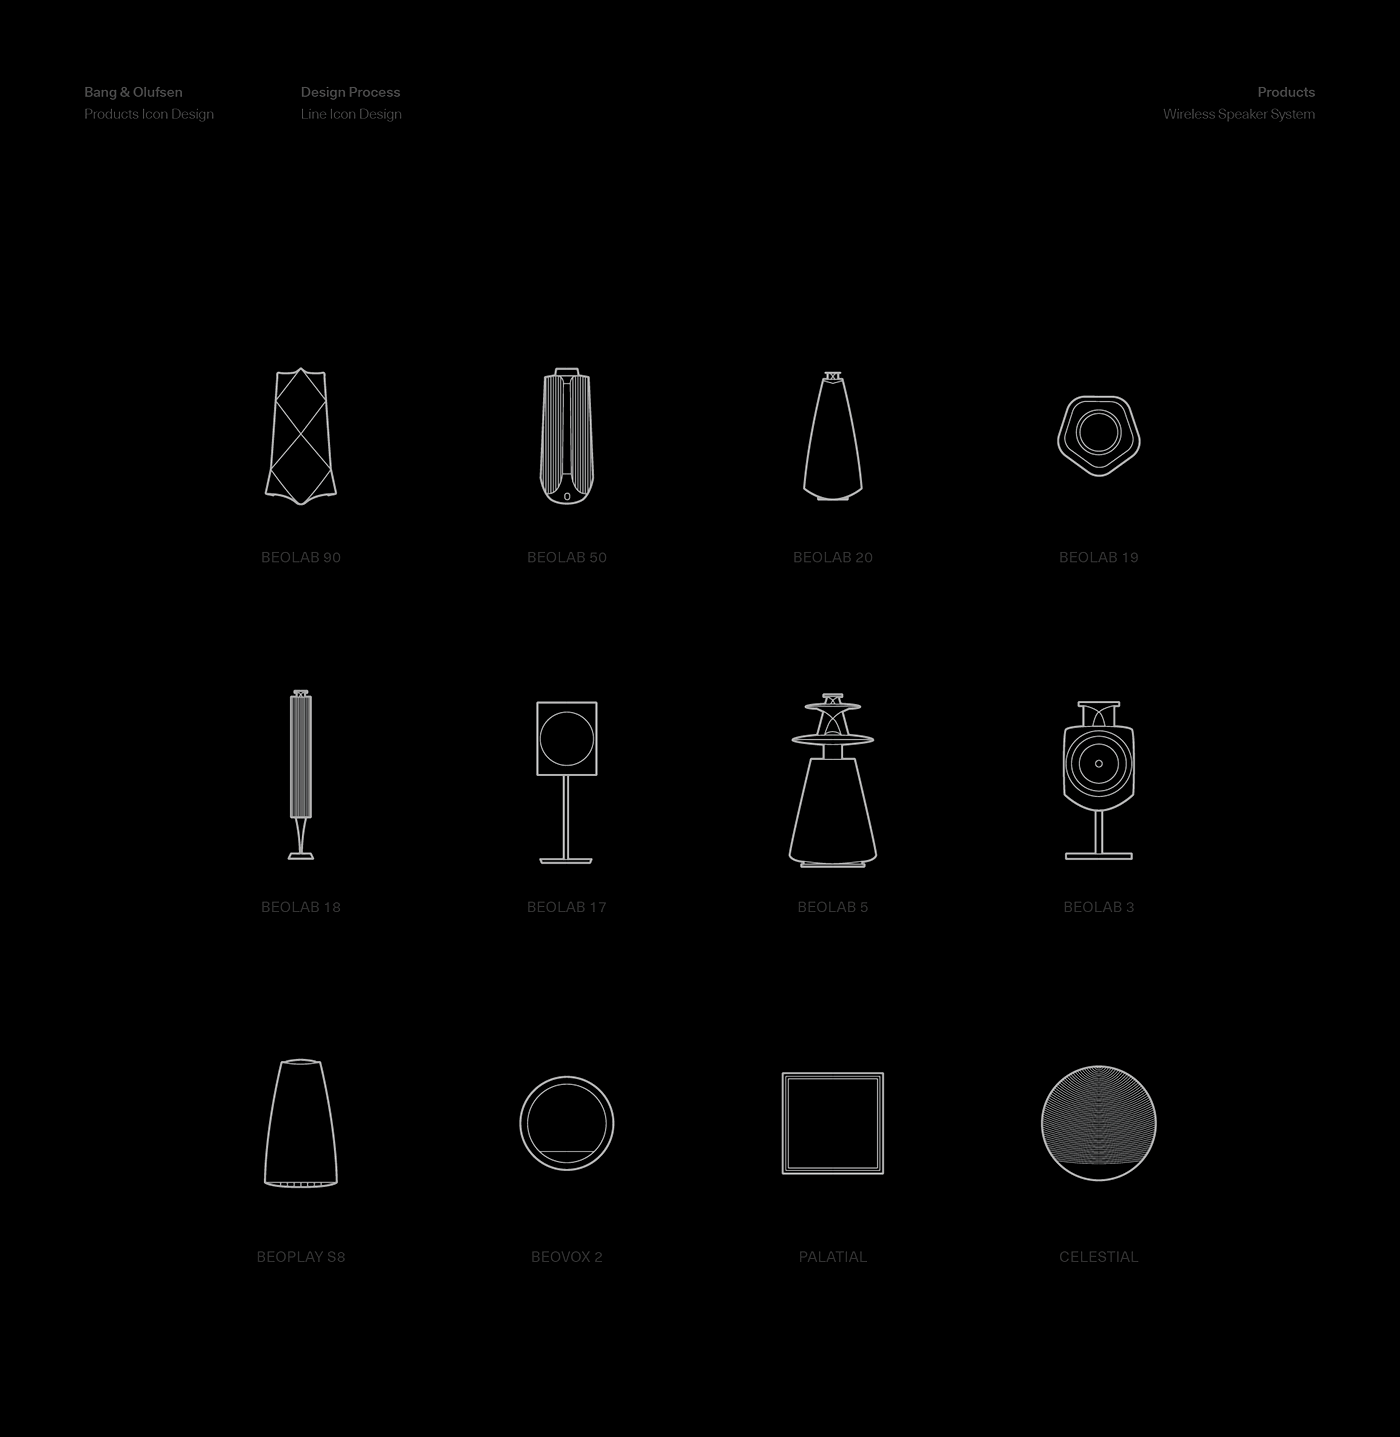 Bang & Olufsen
Products Icon Design
Design Process
Line Icon Design
Products
Wireless Speaker System
BEOLAB 90
BEOLAB 50
BEOLAB 20
BEOLAB 19
BEOLAB 18
BEOLAB 17
BEOLAB 5
BEOLAB 3
BEOPLAY S8
BEOVOX 2
PALATIAL
CELESTIAL